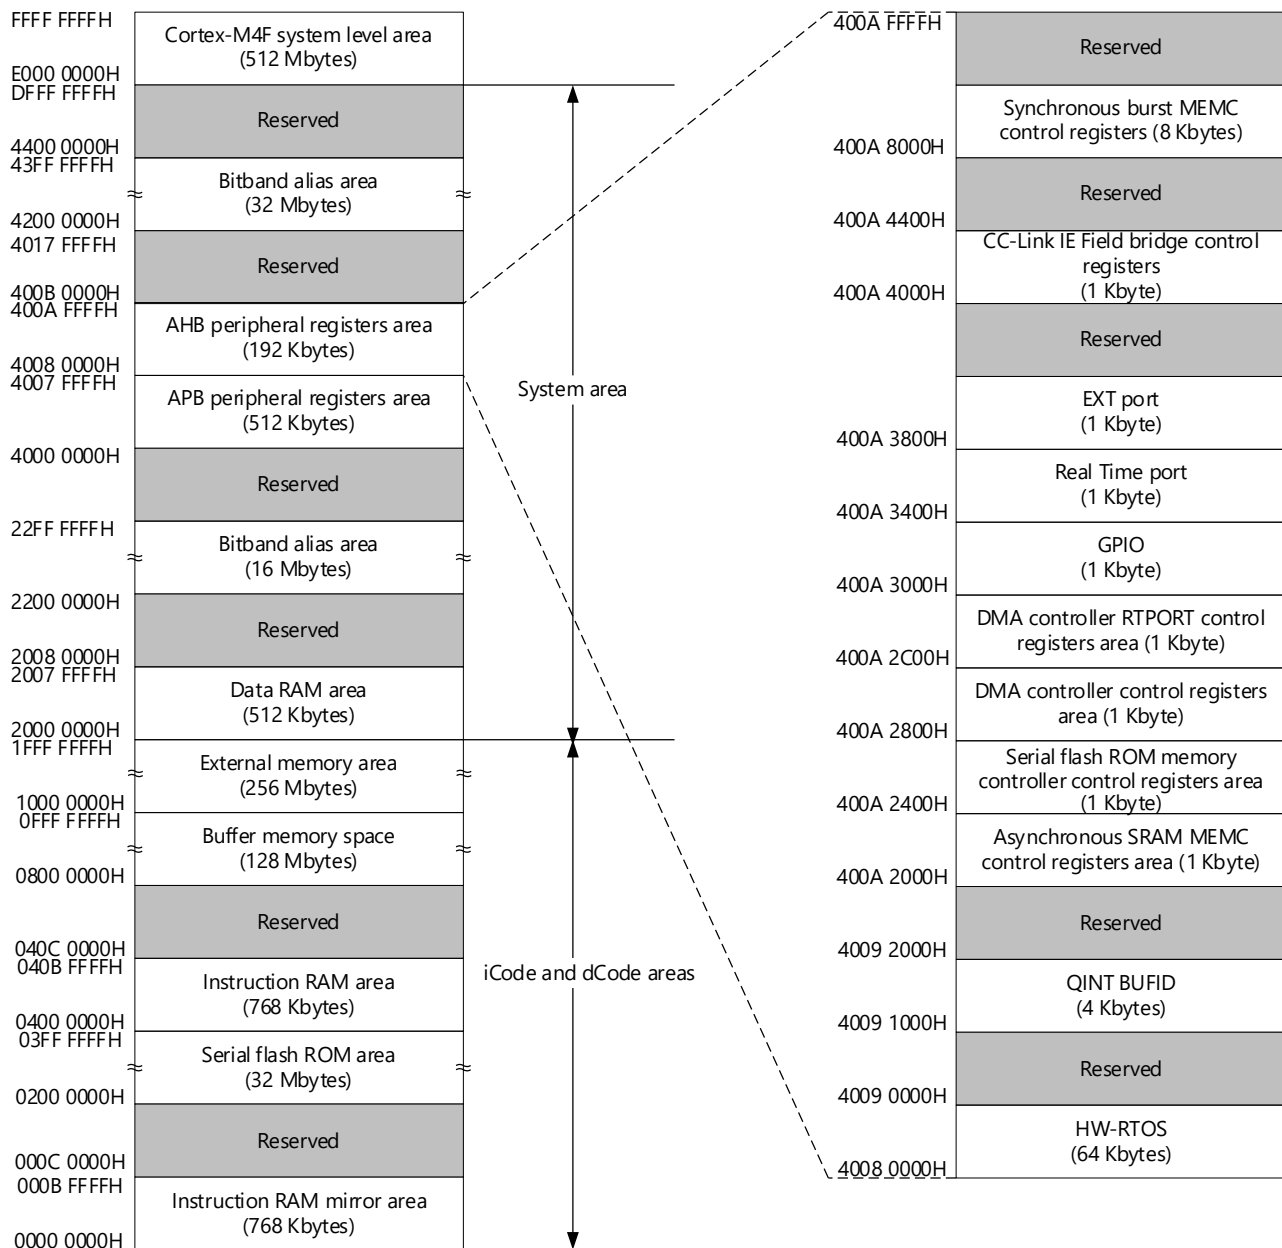 FFFF FFFFH
Cortex-M4F system level area
(512 Mbytes)
E000 0000H
DFFF FFFFH
Reserved
4400 0000H
43FF FFFFH
Bitband alias area
(32 Mbytes)
4200 0000H
4017 FFFFH
Reserved
400B 0000H
400A FFFFH
AHB peripheral registers area
(192 Kbytes)
4008 0000H
4007 FFFFH
APB peripheral registers area
(512 Kbytes)
4000 0000H
Reserved
22FF FFFFH
Bitband alias area
(16 Mbytes)
2200 0000H
Reserved
2008 0000H
2007 FFFFH
Data RAM area
(512 Kbytes)
2000 0000H
1FFF FFFFH
External memory area
(256 Mbytes)
1000 0000H
0FFF FFFFH
Buffer memory space
(128 Mbytes)
0800 0000H
Reserved
040C 0000H
040B FFFFH
Instruction RAM area
(768 Kbytes)
0400 0000H
03FF FFFFH
Serial flash ROM area
(32 Mbytes)
0200 0000H
Reserved
000C 0000H
000B FFFFH
Instruction RAM mirror area
(768 Kbytes)
0000 0000H
System area
iCode and dCode areas
400A FFFFH
Reserved
Synchronous burst MEMC
control registers (8 Kbytes)
400A 8000H
Reserved
400A 4400H
CC-Link IE Field bridge control
registers
(1 Kbyte)
400A 4000H
Reserved
EXT port
(1 Kbyte)
400A 3800H
Real Time port
(1 Kbyte)
400A 3400H
GPIO
(1 Kbyte)
400A 3000H
DMA controller RTPORT control
registers area (1 Kbyte)
400A 2C00H
DMA controller control registers
area (1 Kbyte)
400A 2800H
Serial flash ROM memory
controller control registers area
(1 Kbyte)
400A 2400H
Asynchronous SRAM MEMC
control registers area (1 Kbyte)
400A 2000H
Reserved
4009 2000H
QINT BUFID
(4 Kbytes)
4009 1000H
Reserved
4009 0000H
HW-RTOS
(64 Kbytes)
4008 0000H